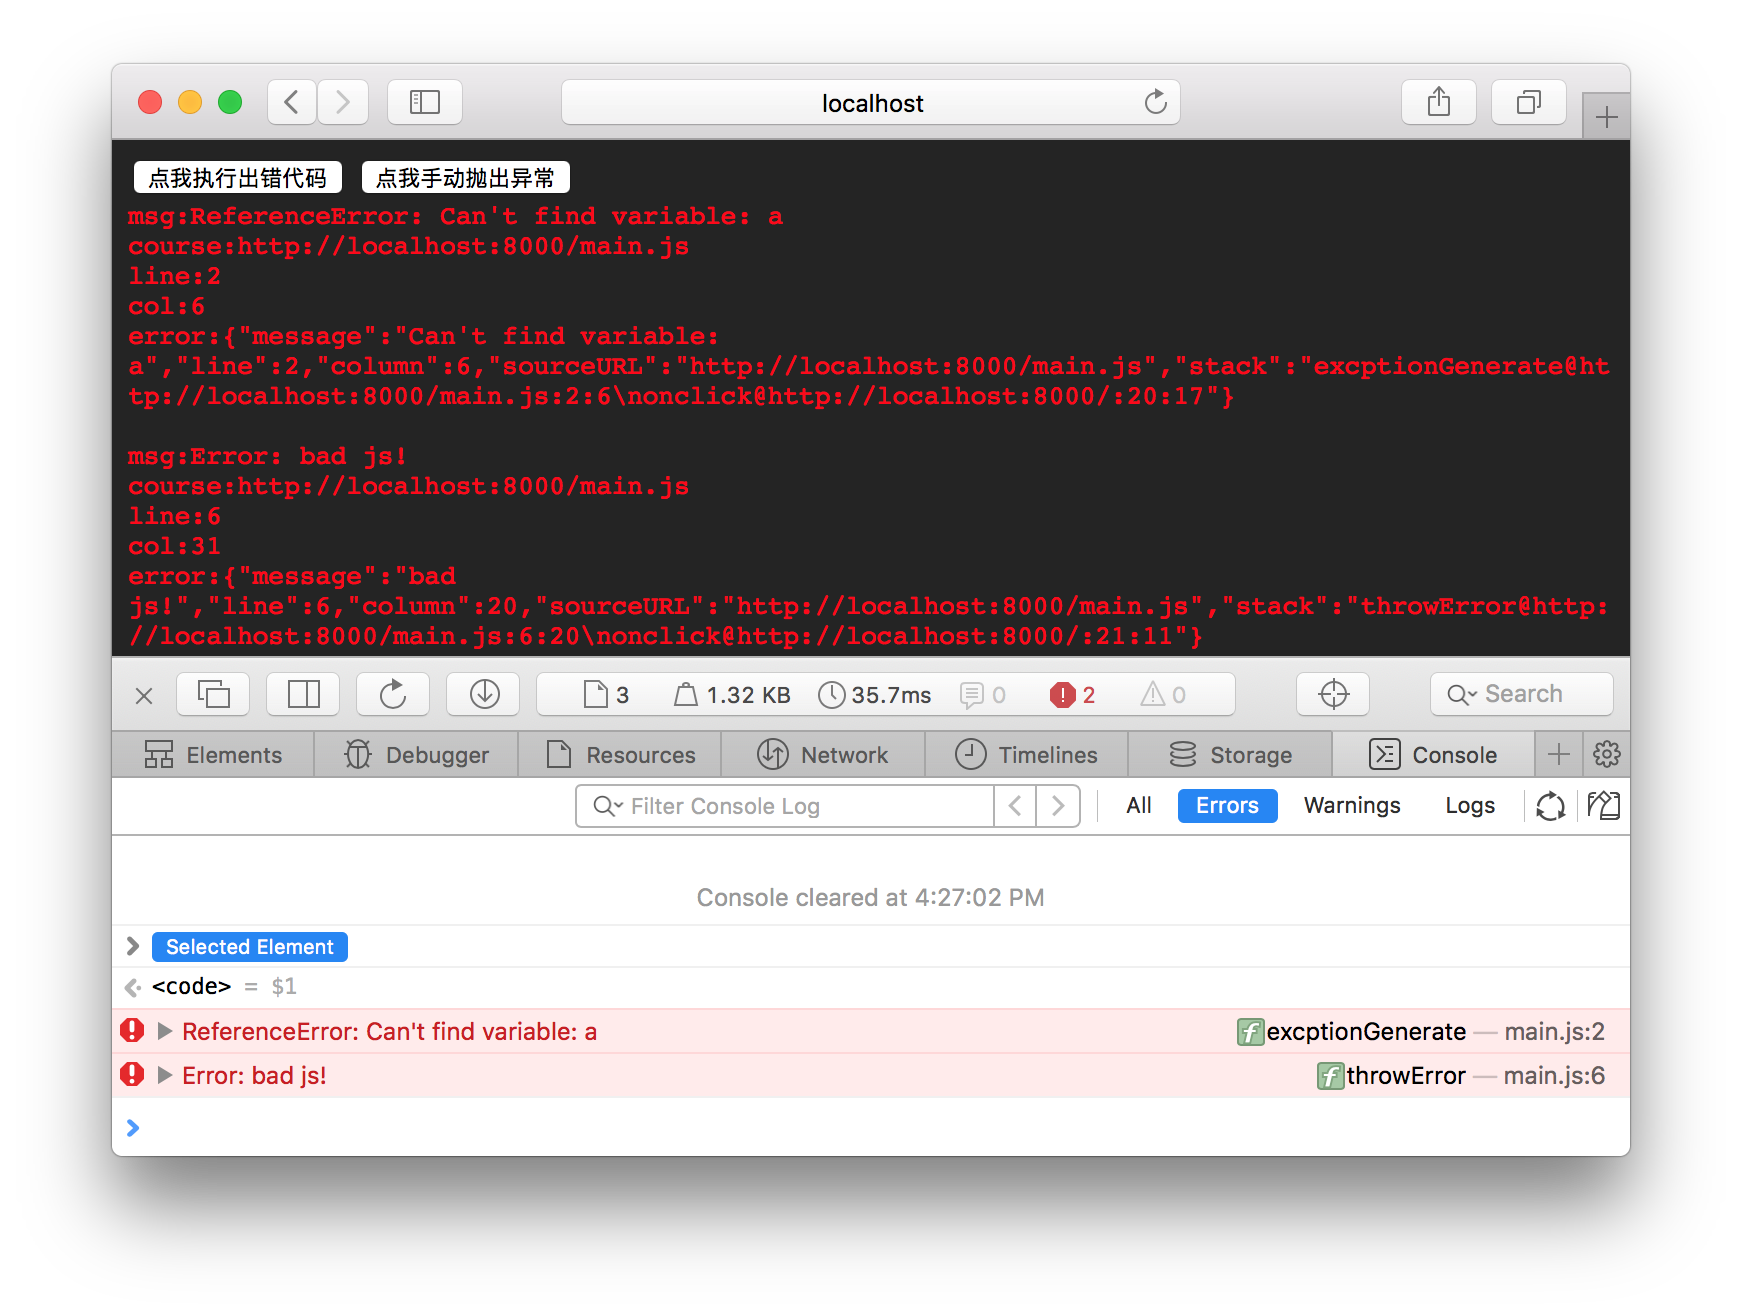 localhost
点我执行出错代码 点我手动抛出异常
msg:ReferenceError: Can't find variable: a
course:http://localhost:8000/main.js
line:2
col:6
error:{"message":"Can't find variable:
a","line":2,"column":6,"sourceURL":"http://localhost:8000/main.js","stack":"excptionGenerate@ht
tp://localhost:8000/main.js:2:6\nonclick@http://localhost:8000/:20:17"}
msg:Error: bad js!
course:http://localhost:8000/main.js
line:6
col:31
error:{"message":"bad
js!","line":6,"column":20,"sourceURL":"http://localhost:8000/main.js","stack":"throwError@http:
//localhost:8000/main.js:6:20\nonclick@http://localhost:8000/:21:11"}
3 1.32 KB 35.7ms 0 2 0 Search
Elements Debugger Resources Network Timelines Storage Console
Filter Console Log All Errors Warnings Logs
Console cleared at 4:27:02 PM
Selected Element
<code> = $1
ReferenceError: Can't find variable: a f excptionGenerate — main.js:2
Error: bad js! f throwError — main.js:6